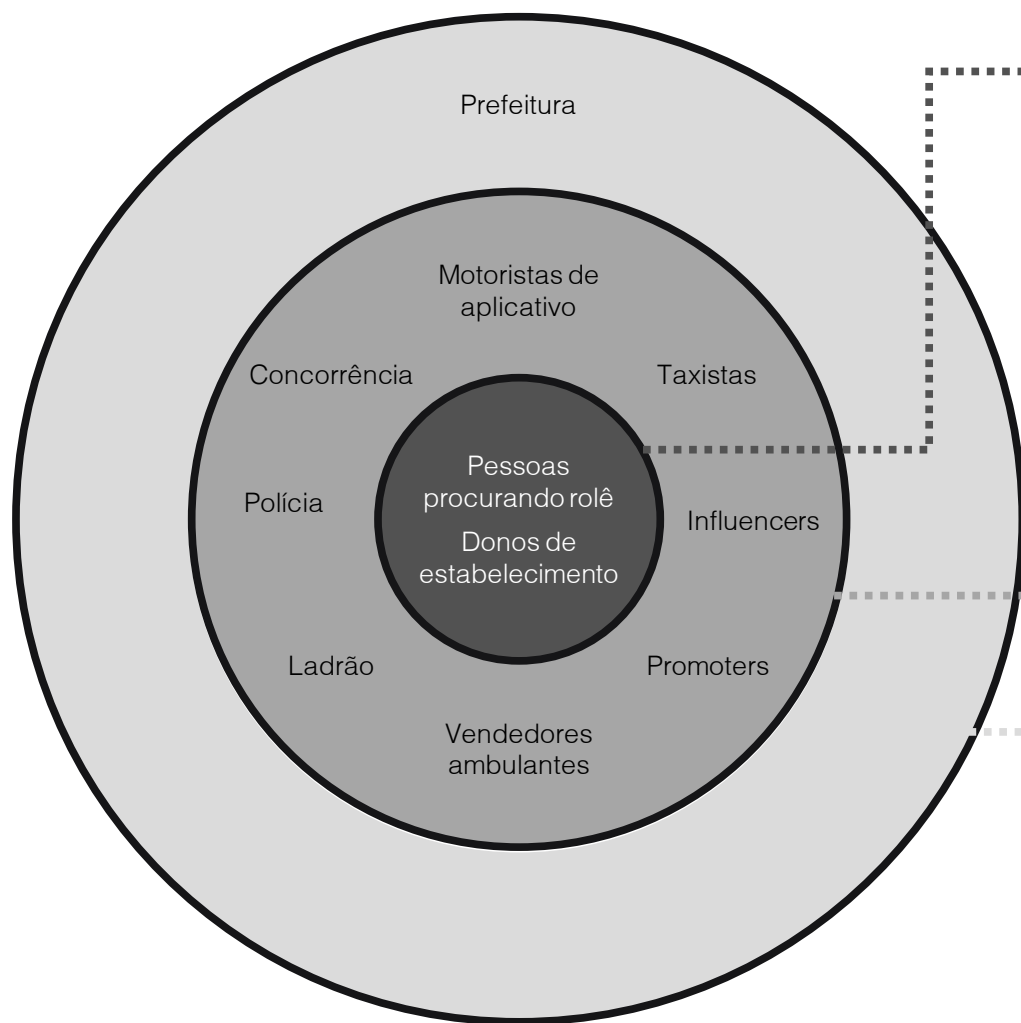 Prefeitura
Motoristas de
aplicativo
Concorrência
Taxistas
Pessoas
procurando rolê
Donos de
estabelecimento
Polícia
Influencers
Ladrão
Promoters
Vendedores
ambulantes